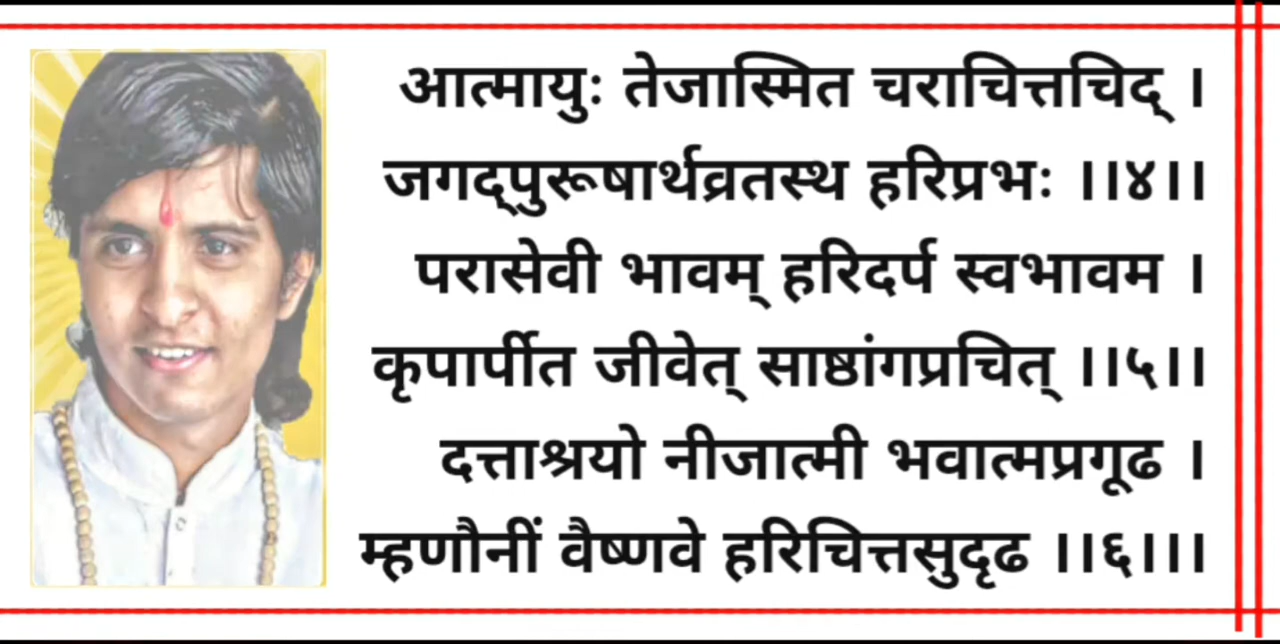 आत्मायुः तेजास्मित चराचित्तचिद् ।
जगद्पुरूषार्थव्रतस्थ हरिप्रभः ।।४।।
परासेवी भावम् हरिदर्प स्वभावम ।
कृपार्पीत जीवेत् साष्ठांगप्रचित् ।।५।।
दत्ताश्रयो नीजात्मी भवात्मप्रगूढ ।
म्हणौनीं वैष्णवे हरिचित्तसुदृढ ।।६।।।